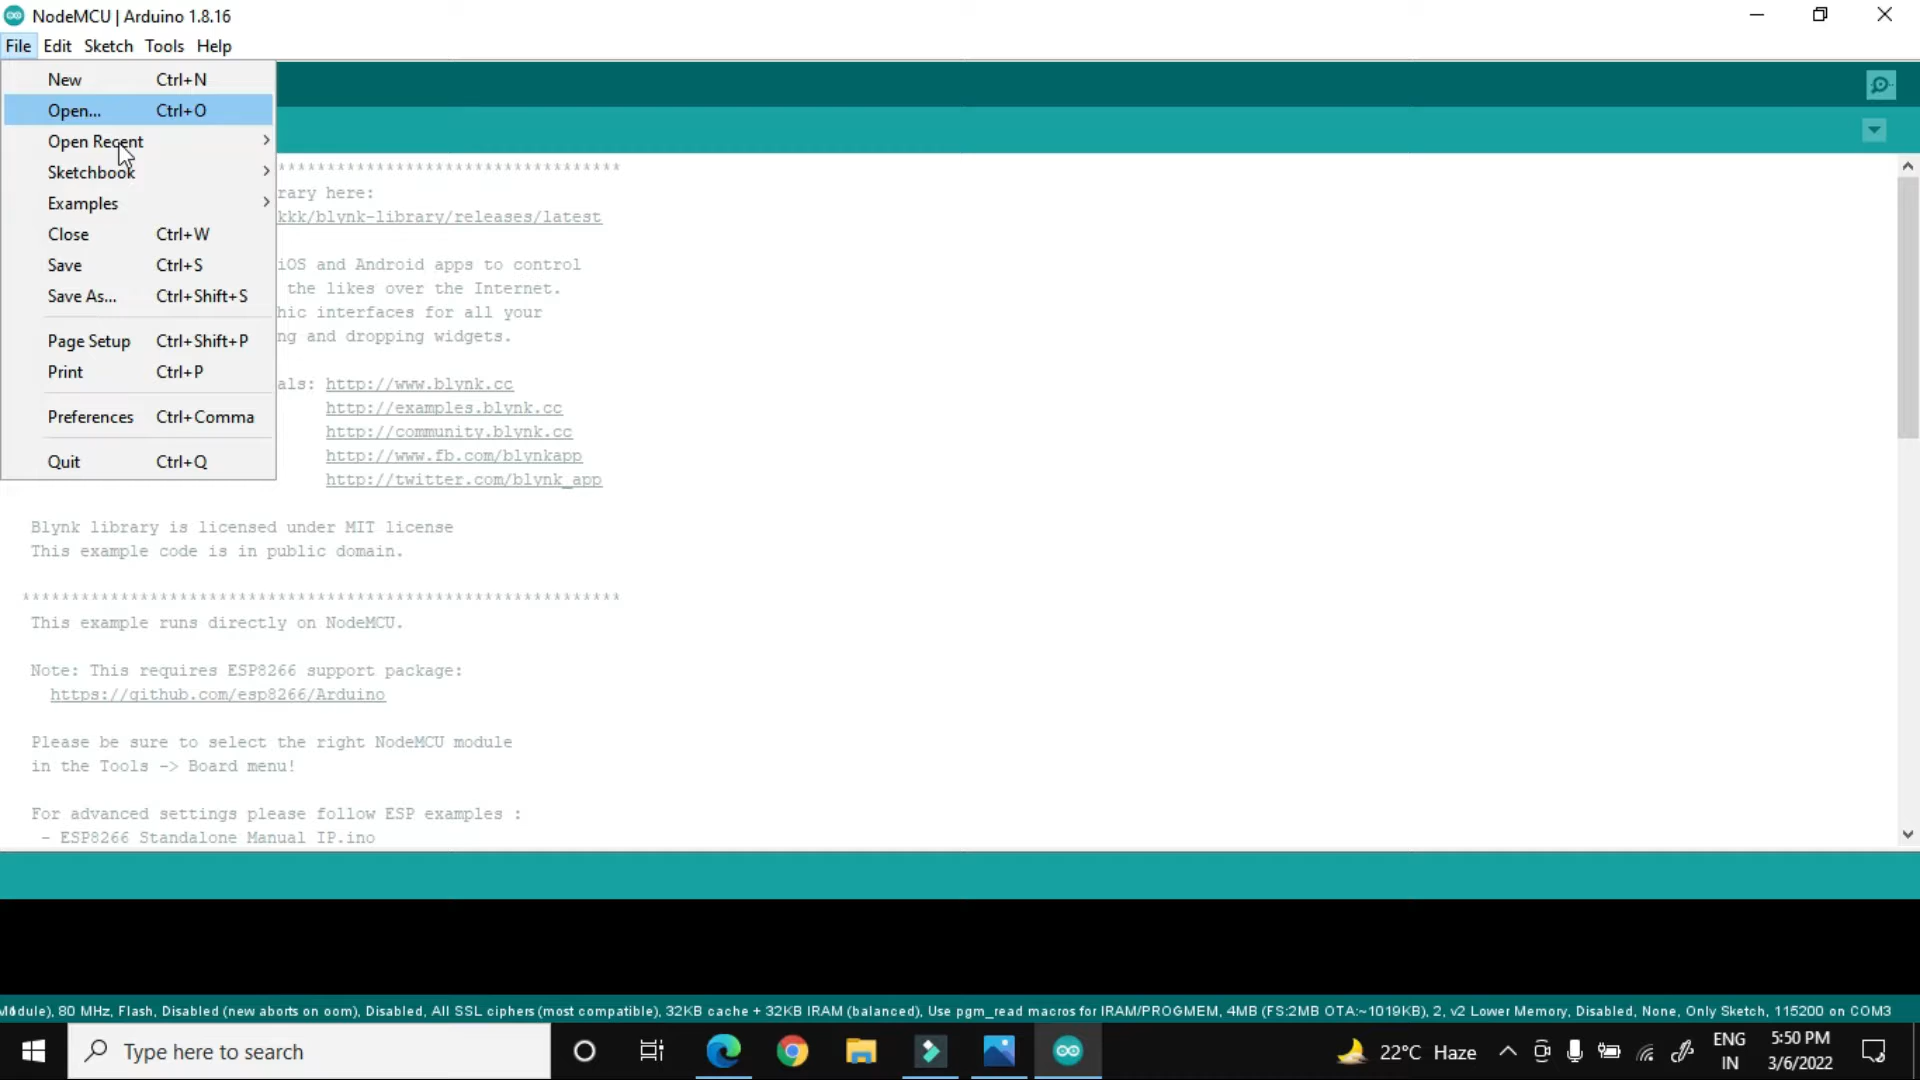 NodeMCU | Arduino 1.8.16
File Edit Sketch Tools Help
New Ctrl+N
Open... Ctrl+O
Open Recent
Sketchbook
Examples
Close Ctrl+W
Save Ctrl+S
Save As... Ctrl+Shift+S
Page Setup Ctrl+Shift+P
Print Ctrl+P
Preferences Ctrl+Comma
Quit Ctrl+Q
***********************************
rary here:
kkk/blynk-library/releases/latest
iOS and Android apps to control
the likes over the Internet.
hic interfaces for all your
ng and dropping widgets.
als: http://www.blynk.cc
http://examples.blynk.cc
http://community.blynk.cc
http://www.fb.com/blynkapp
http://twitter.com/blynk_app
Blynk library is licensed under MIT license
This example code is in public domain.
*************************************************************
This example runs directly on NodeMCU.
Note: This requires ESP8266 support package:
https://github.com/esp8266/Arduino
Please be sure to select the right NodeMCU module
in the Tools -> Board menu!
For advanced settings please follow ESP examples :
- ESP8266_Standalone_Manual_IP.ino
Module), 80 MHz, Flash, Disabled (new aborts on oom), Disabled, All SSL ciphers (most compatible), 32KB cache + 32KB IRAM (balanced), Use pgm_read macros for IRAM/PROGMEM, 4MB (FS:2MB OTA:~1019KB), 2, v2 Lower Memory, Disabled, None, Only Sketch, 115200 on COM3
Type here to search
22°C Haze
ENG
IN
5:50 PM
3/6/2022